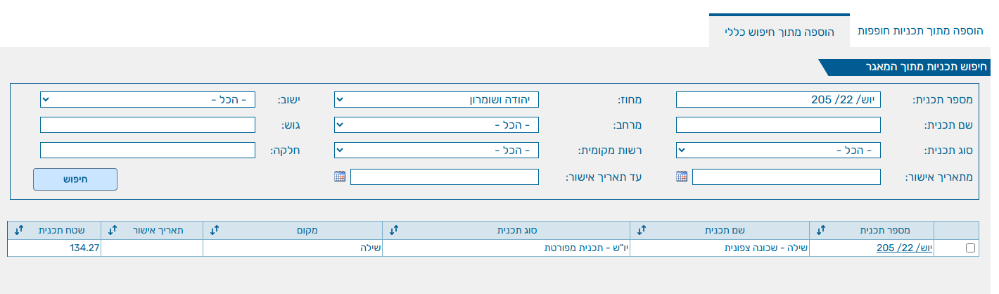 הוספה מתוך תכניות חופפות
הוספה מתוך חיפוש כללי
חיפוש תכניות מתוך המאגר
מספר תכנית: יוש/ 22/ 205 מחוז: יהודה ושומרון ישוב: - הכל -
שם תכנית: מרחב: - הכל - גוש:
סוג תכנית: - הכל - רשות מקומית: - הכל - חלקה:
מתאריך אישור: עד תאריך אישור: חיפוש
מספר תכנית שם תכנית סוג תכנית מקום תאריך אישור שטח תכנית
יוש/ 22/ 205 שילה - שכונה צפונית יו"ש - תכנית מפורטת שילה 134.27